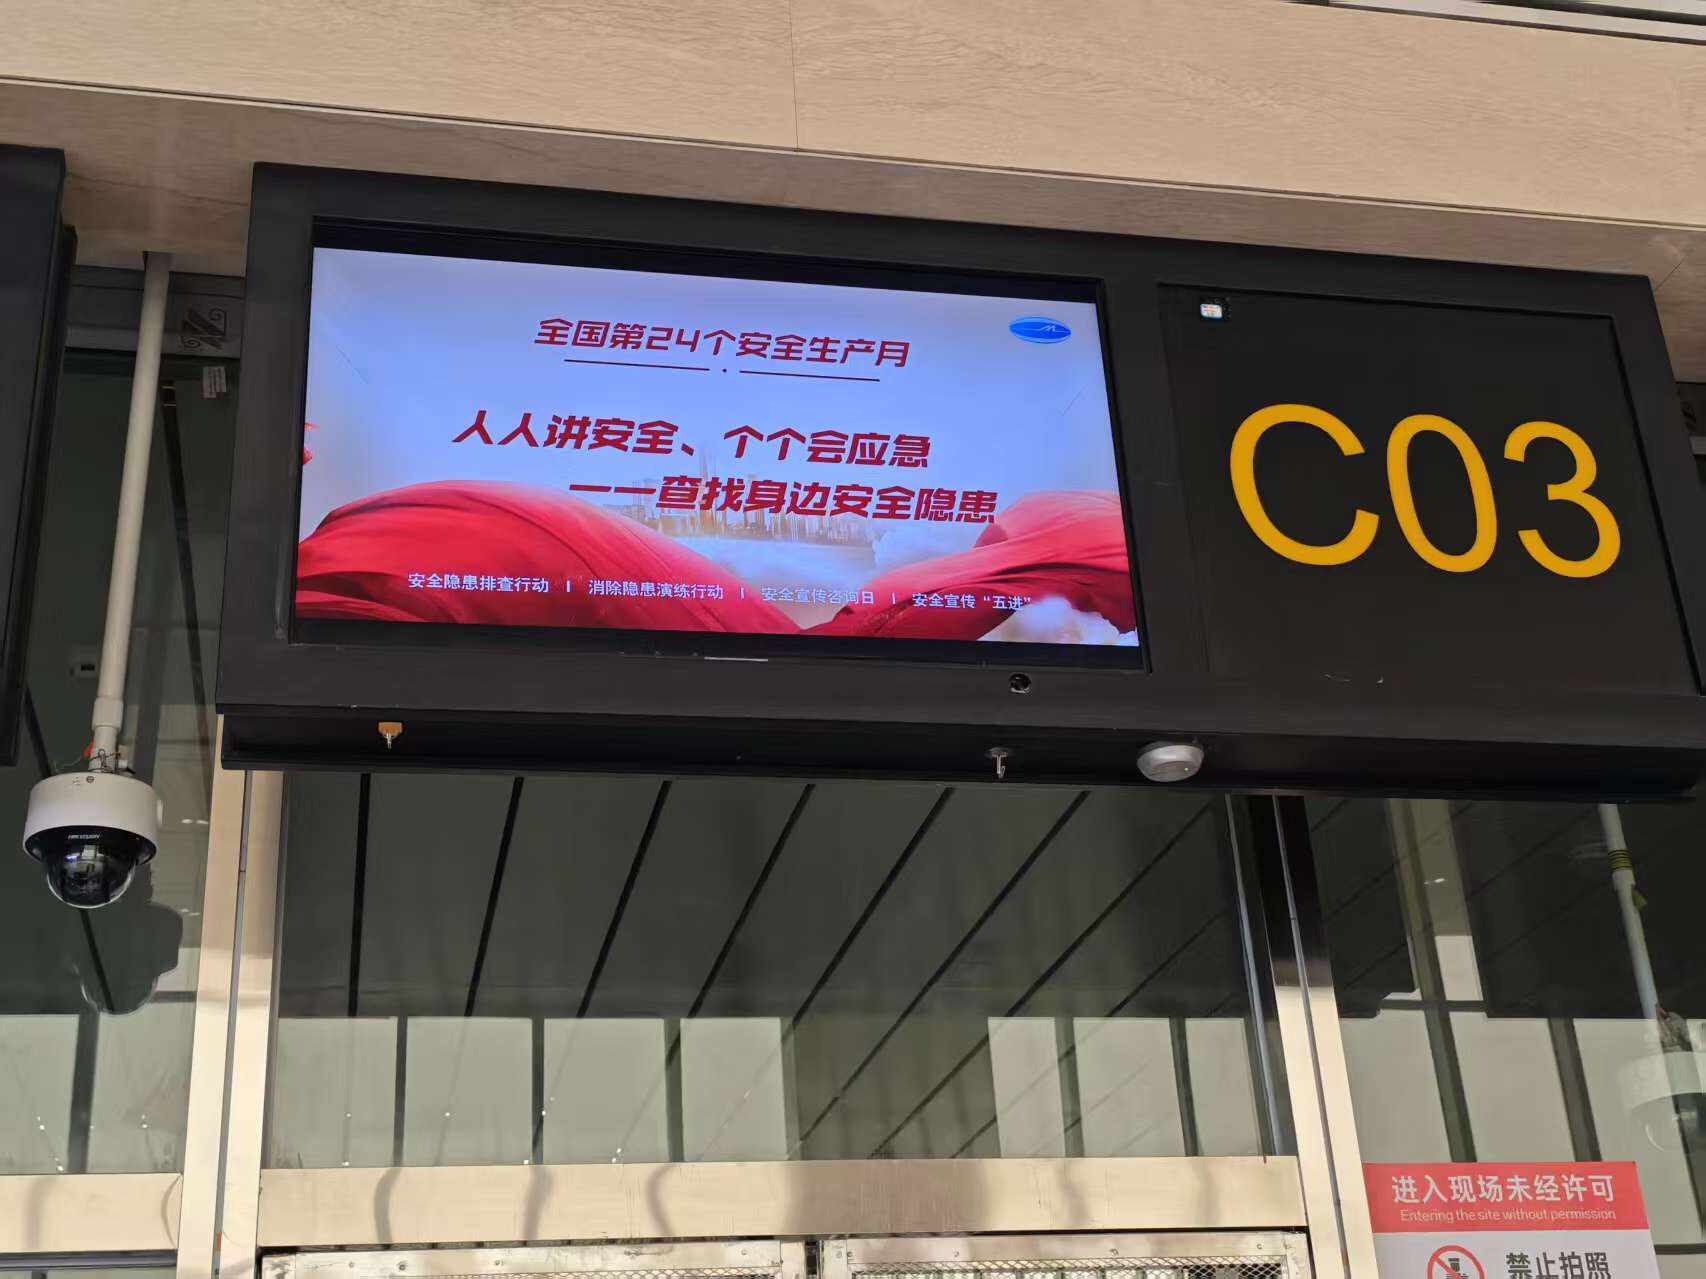 全国第24个安全生产月
人人讲安全、个个会应急
——查找身边安全隐患
安全隐患排查行动 | 消除隐患演练行动 | 安全宣传咨询日 | 安全宣传“五进”
C03
HIKVISION
进入现场未经许可
Entering the site without permission
禁止拍照